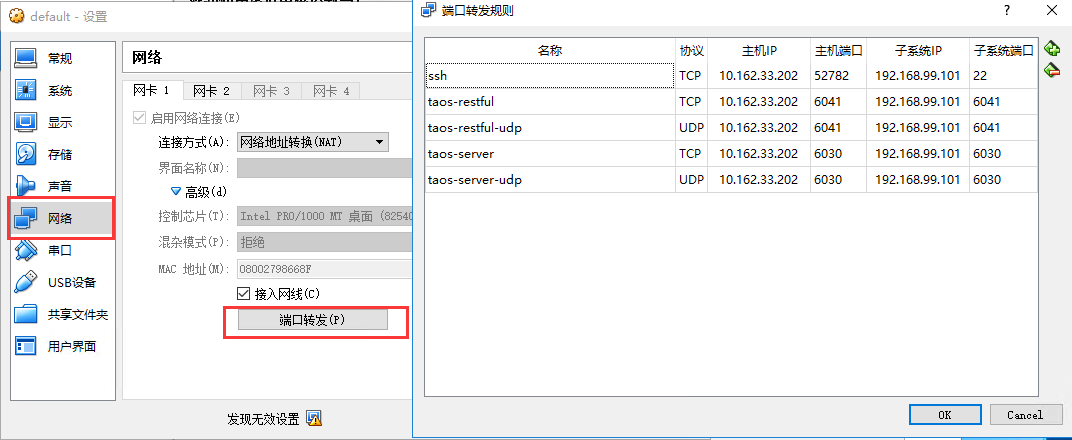 default - 设置
常规
系统
显示
存储
声音
网络
串口
USB设备
共享文件夹
用户界面
网络
网卡 1 网卡 2 网卡 3 网卡 4
启用网络连接(E)
连接方式(A): 网络地址转换(NAT)
界面名称(N):
高级(d)
控制芯片(T): Intel PRO/1000 MT 桌面 (82540
混杂模式(P): 拒绝
MAC 地址(M): 08002798668F
接入网线(C)
端口转发(P)
发现无效设置
端口转发规则
? ×
名称 协议 主机IP 主机端口 子系统IP 子系统端口
ssh TCP 10.162.33.202 52782 192.168.99.101 22
taos-restful TCP 10.162.33.202 6041 192.168.99.101 6041
taos-restful-udp UDP 10.162.33.202 6041 192.168.99.101 6041
taos-server TCP 10.162.33.202 6030 192.168.99.101 6030
taos-server-udp UDP 10.162.33.202 6030 192.168.99.101 6030
OK Cancel